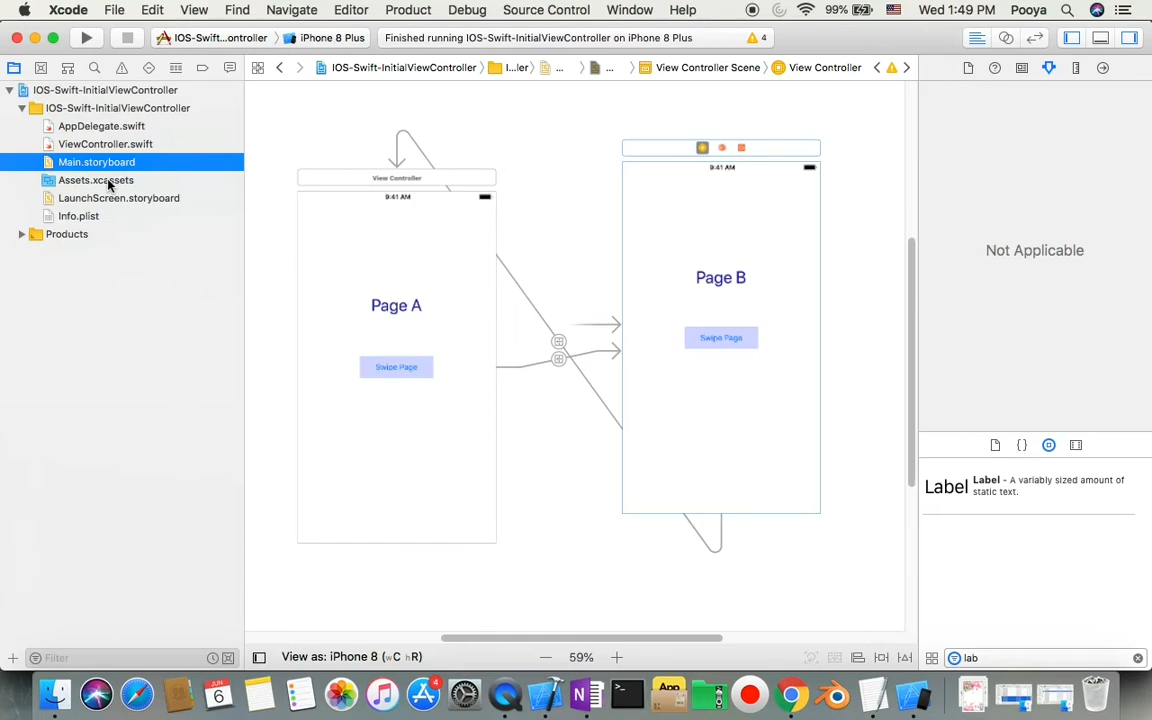 Xcode File Edit View Find Navigate Editor Product Debug Source Control Window Help 99% Wed 1:49 PM Pooya
IOS-Swift...ontroller iPhone 8 Plus Finished running IOS-Swift-InitialViewController on iPhone 8 Plus 4
IOS-Swift-InitialViewController I...ler ... ... View Controller Scene View Controller
IOS-Swift-InitialViewController
IOS-Swift-InitialViewController
AppDelegate.swift
ViewController.swift
Main.storyboard
Assets.xcassets
LaunchScreen.storyboard
Info.plist
Products
View Controller
9:41 AM
Page A
Swipe Page
9:41 AM
Page B
Swipe Page
Not Applicable
Label Label - A variably sized amount of
static text.
Filter
View as: iPhone 8 (wC hR)
59%
lab
JUN
6
4
App